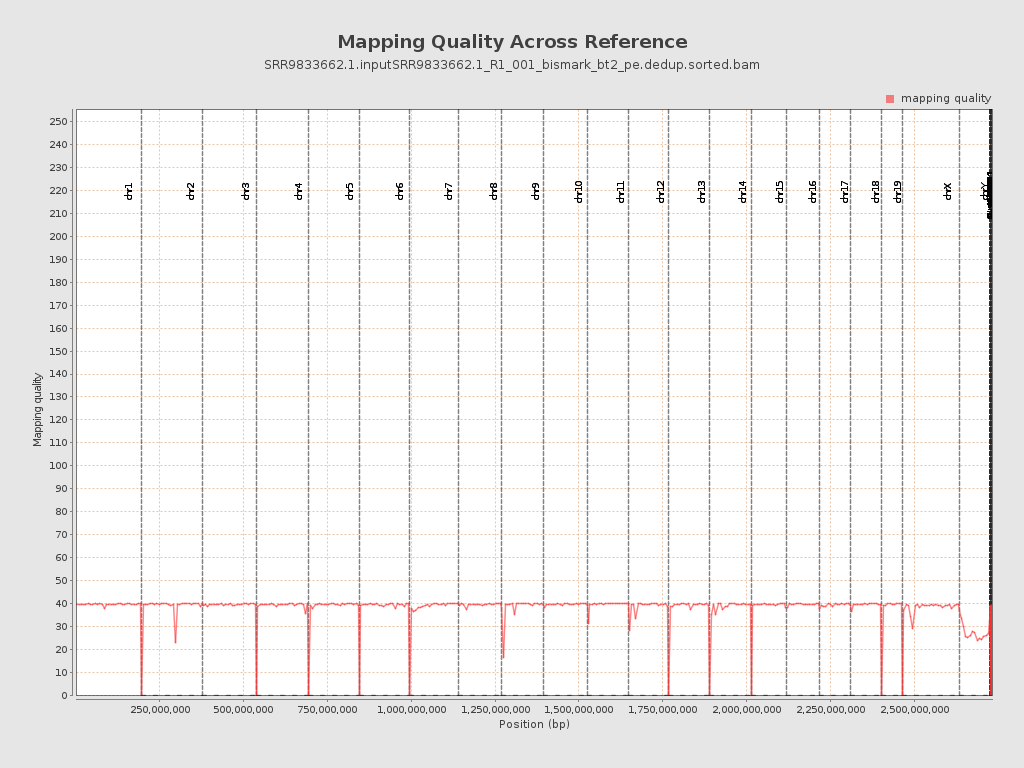 Mapping Quality Across Reference
SRR9833662.1.inputSRR9833662.1_R1_001_bismark_bt2_pe.dedup.sorted.bam
mapping quality
250
240
230
220
210
200
190
180
170
160
150
140
130
120
110
100
90
80
70
60
50
40
30
20
10
0
Mapping quality
chr1
chr2
chr3
chr4
chr5
chr6
chr7
chr8
chr9
chr10
chr11
chr12
chr13
chr14
chr15
chr16
chr17
chr18
chr19
chrX
chrY
250,000,000
500,000,000
750,000,000
1,000,000,000
1,250,000,000
1,500,000,000
1,750,000,000
2,000,000,000
2,250,000,000
2,500,000,000
Position (bp)